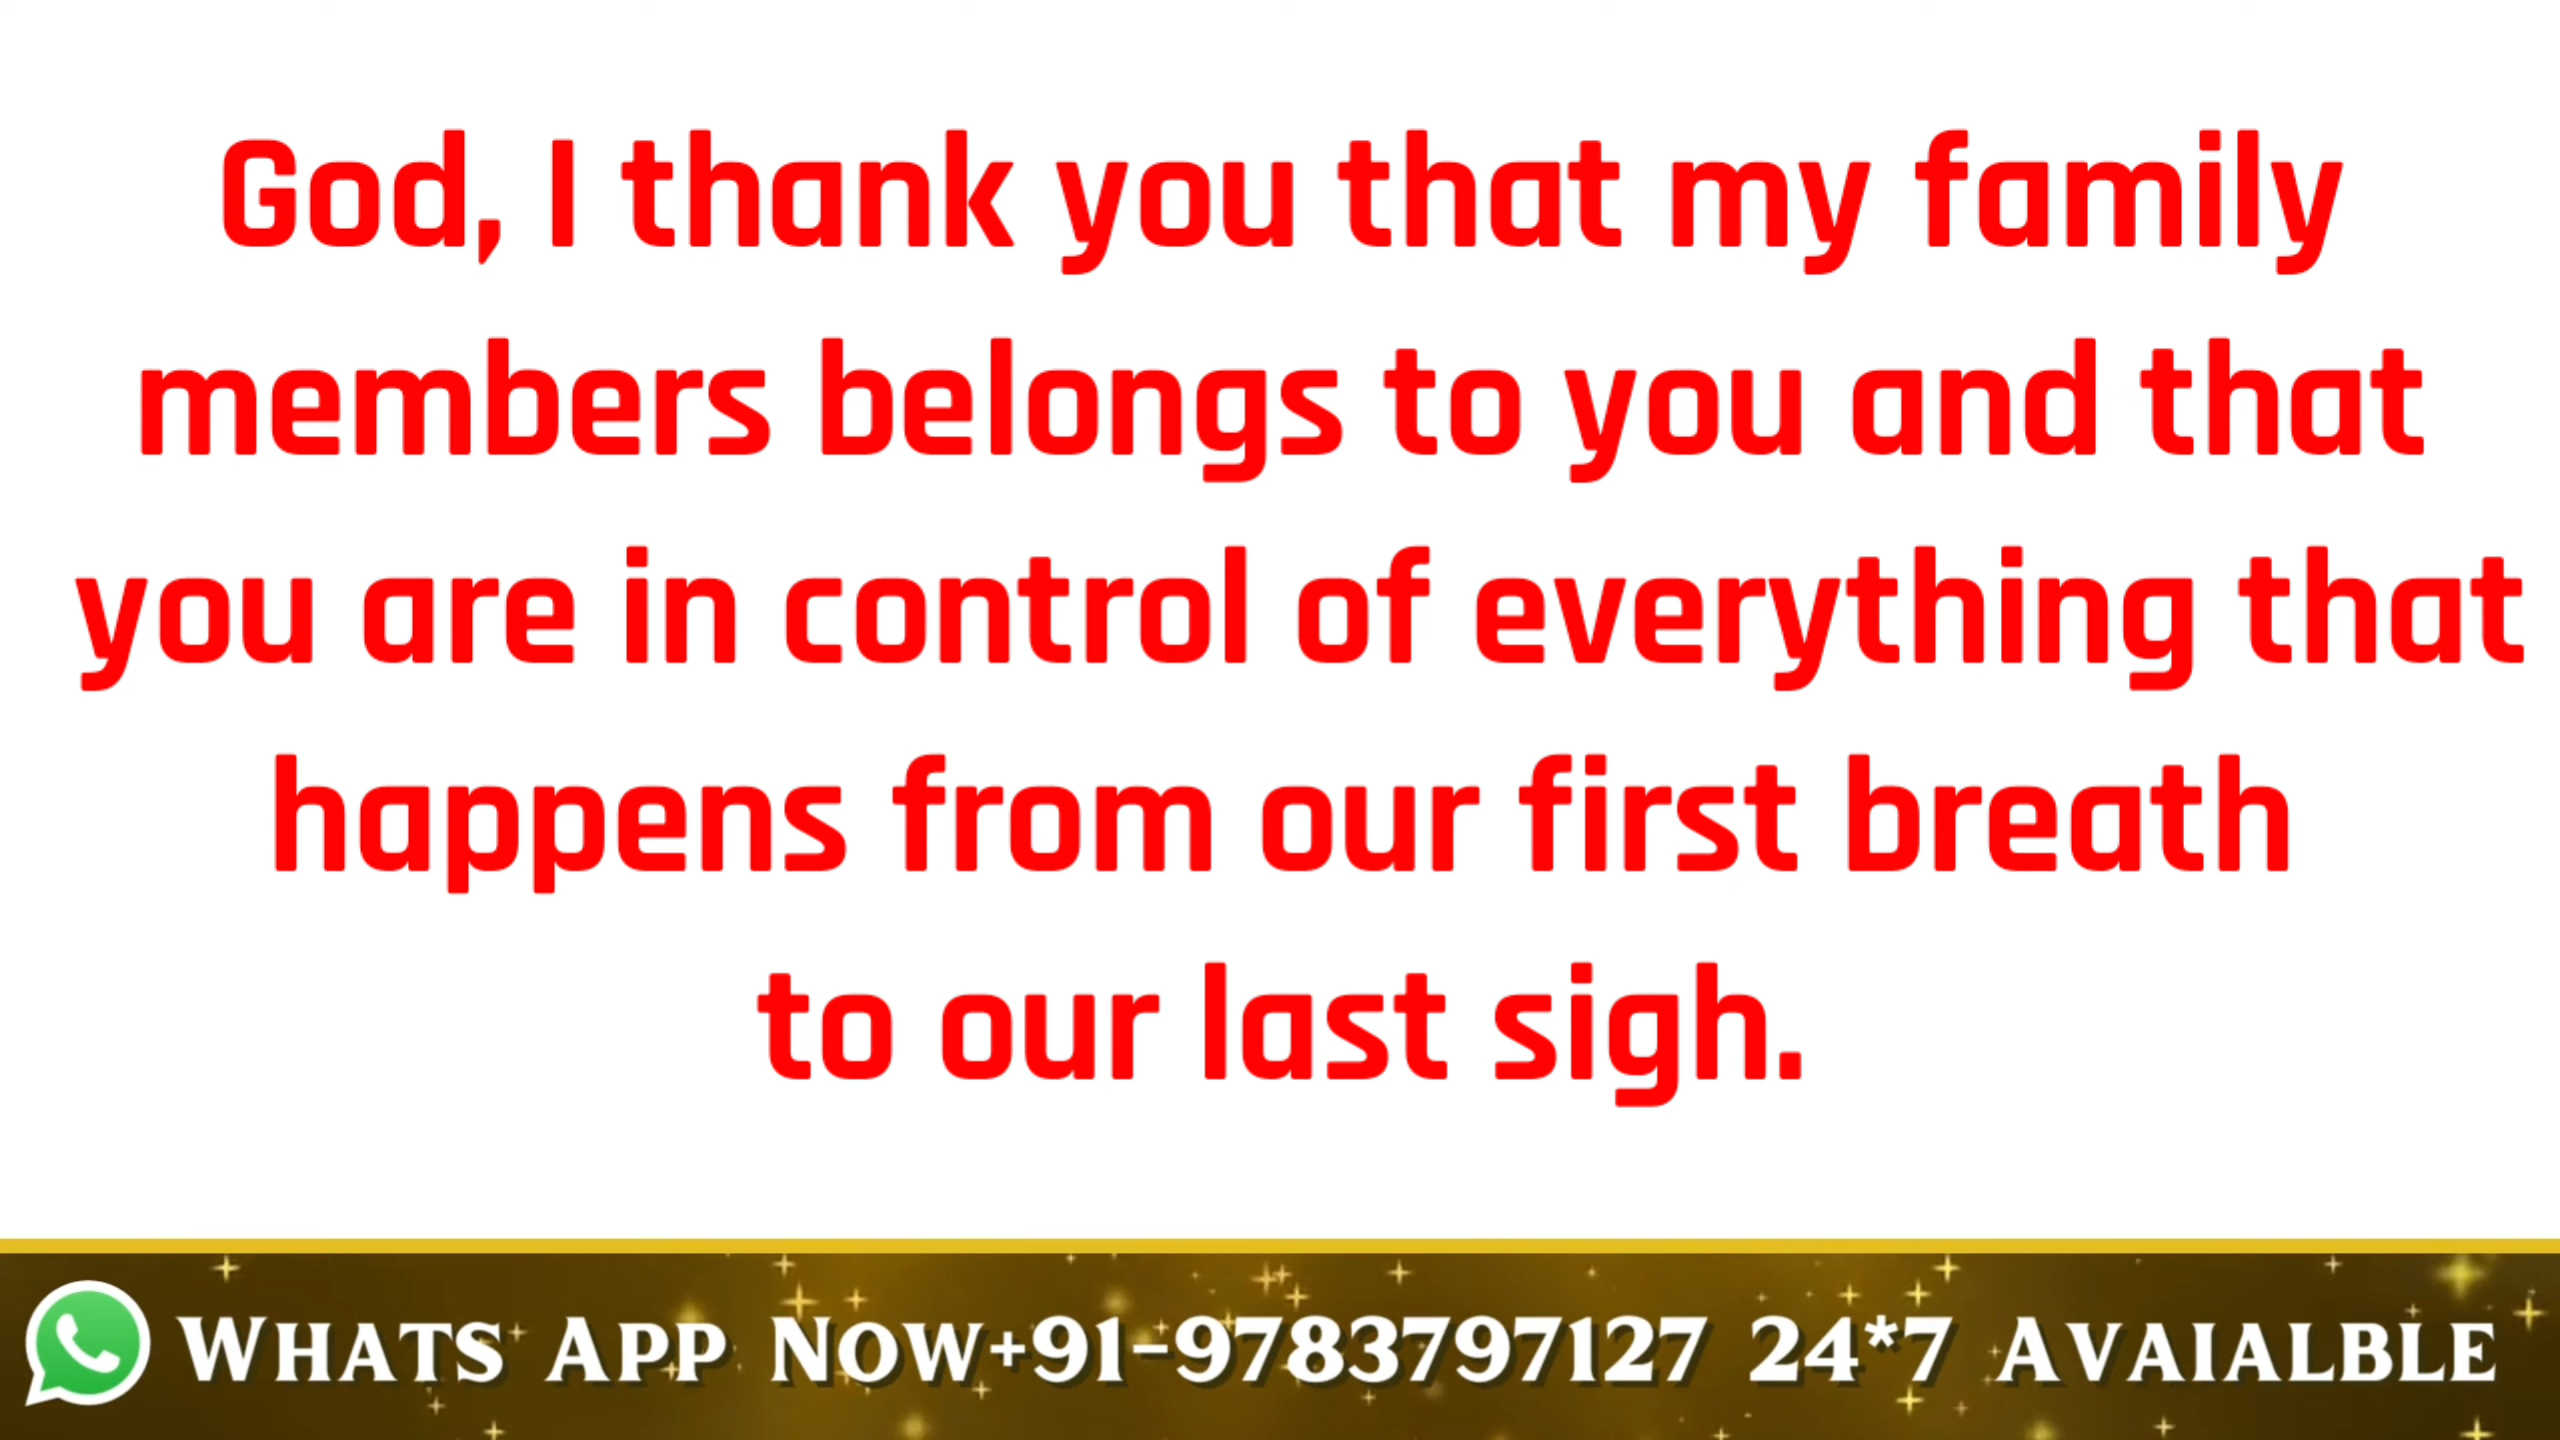 God, I thank you that my family
members belongs to you and that
you are in control of everything that
happens from our first breath
to our last sigh.
Whats App Now+91-9783797127 24*7 Avaialble